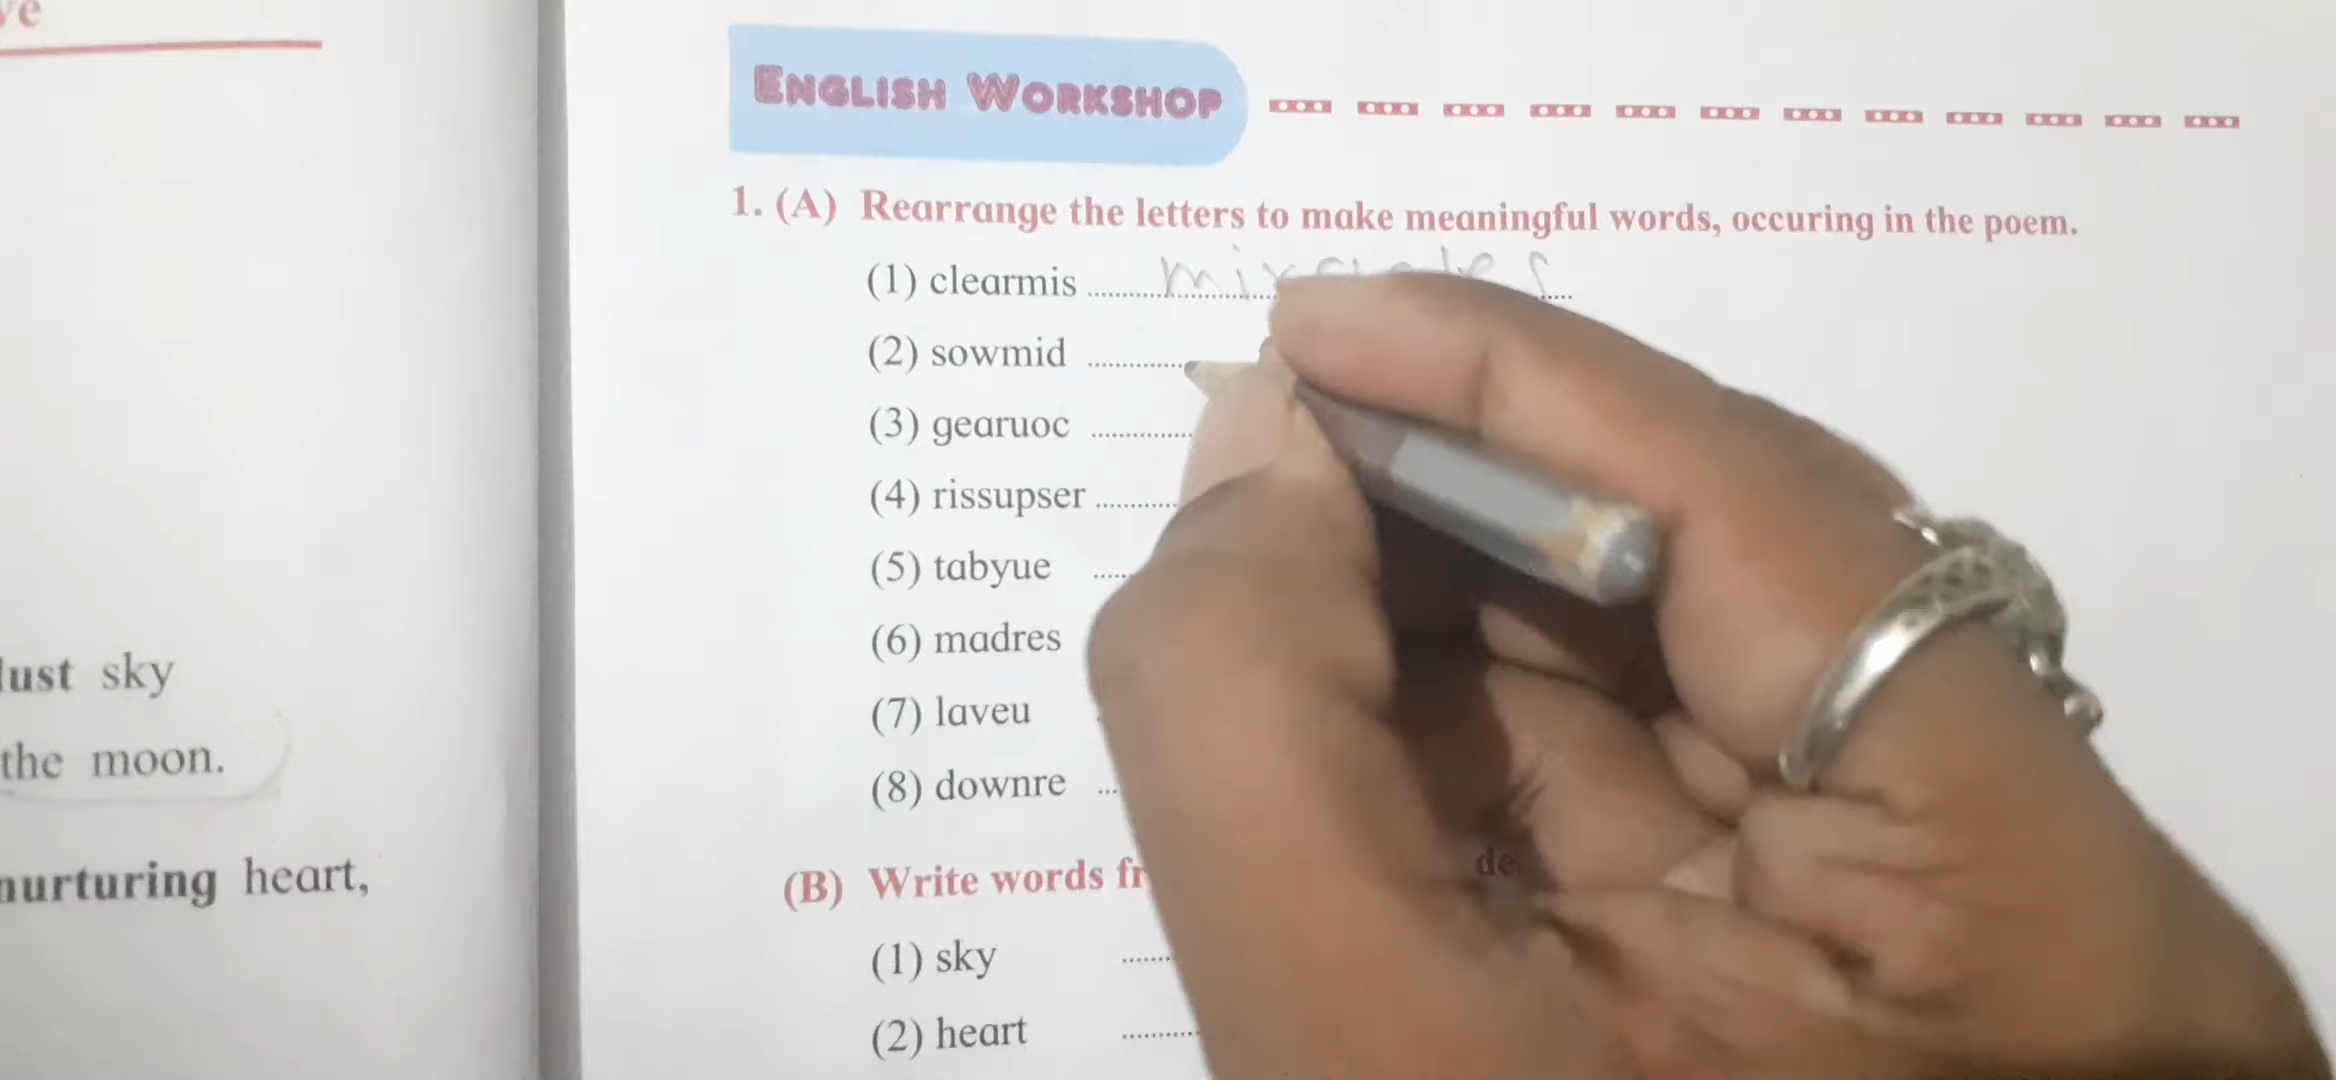 ve
ENGLISH WORKSHOP
1. (A) Rearrange the letters to make meaningful words, occuring in the poem.
(1) clearmis
(2) sowmid
(3) gearuoc
(4) rissupser
(5) tabyue
(6) madres
(7) laveu
(8) downre
(B) Write words fr
de
(1) sky
(2) heart
lust sky
the moon.
nurturing heart,